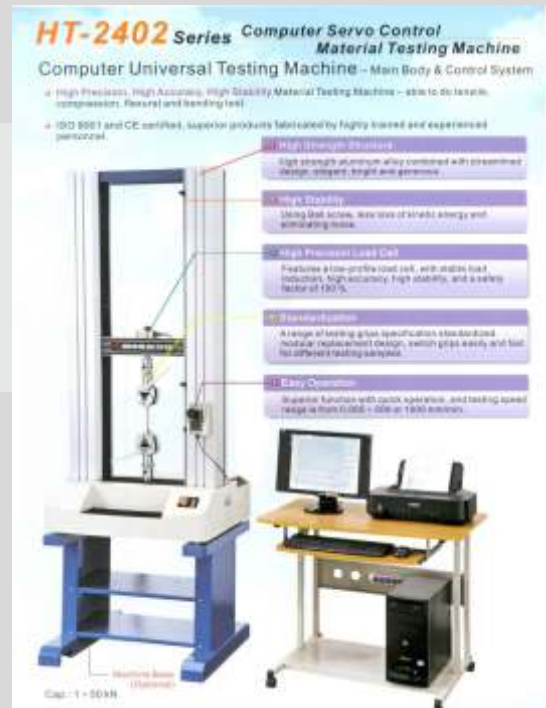 HT-2402 Series Computer Servo Control
Material Testing Machine
Computer Universal Testing Machine – Main Body & Control System
High Precision, High Accuracy, High Stability Material Testing Machine – able to do tensile,
compression, flexural and bending test.
ISO 9001 and CE certified, superior products fabricated by highly trained and experienced
personnel.
High Strength Structure
High strength aluminum alloy combined with streamlined
design, elegant, bright and generous.
High Stability
Using Ball screw, less loss of kinetic energy and
eliminating noise.
High Precision Load Cell
Features a low-profile load cell, with stable load
induction, high accuracy, high stability, and a safety
factor of 150 %.
Standardization
A range of testing grips specification standardized
modular replacement design, switch grips easily and fast
for different testing samples.
Easy Operation
Superior function with quick operation, and testing speed
range is from
Machine Base
(Optional)
Cap.: 1 ~ 50 kN